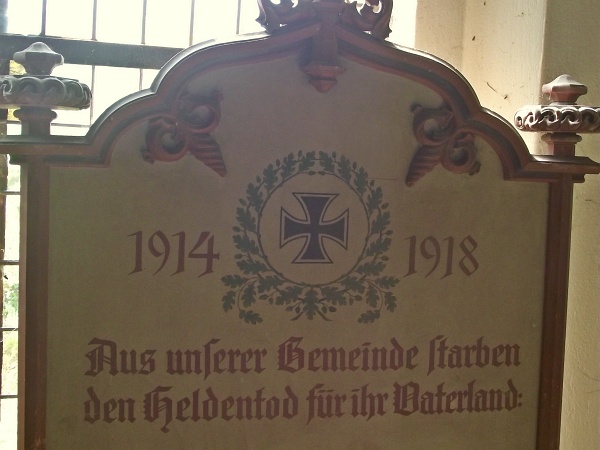 1914 1918
Aus unſerer Gemeinde ſtarben
den Heldentod für ihr Vaterland: